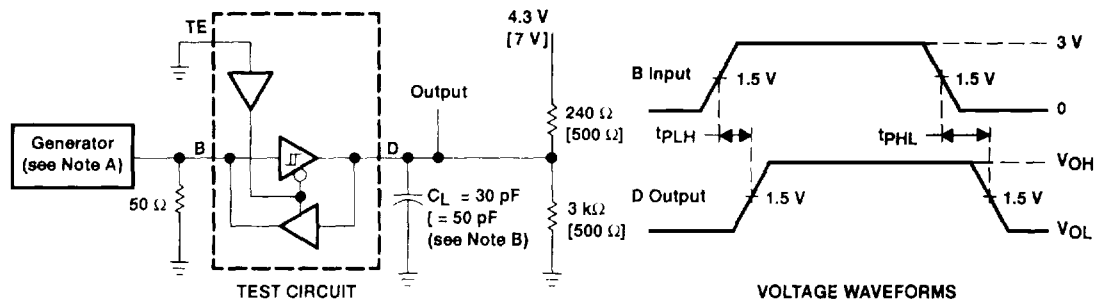 TE
4.3 V
[7 V]
Output
240 Ω
[500 Ω]
Generator
(see Note A)
B
D
50 Ω
CL = 30 pF
[ = 50 pF
(see Note B)
3 kΩ
[500 Ω]
TEST CIRCUIT
3 V
B Input
1.5 V
1.5 V
0
tPLH
tPHL
VOH
D Output
1.5 V
1.5 V
VOL
VOLTAGE WAVEFORMS